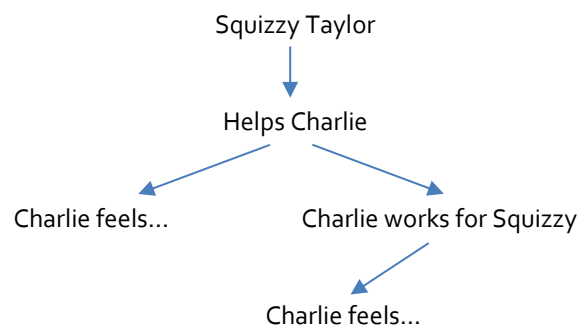 Squizzy Taylor
Helps Charlie
Charlie feels...
Charlie works for Squizzy
Charlie feels...